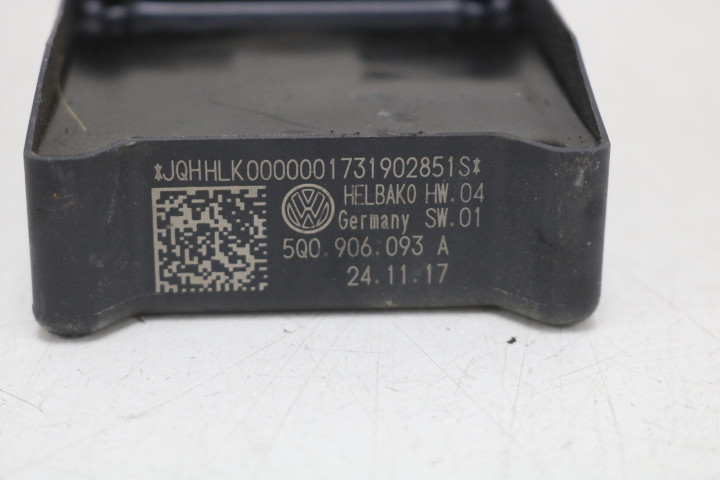 *JQHHLK0000001731902851S*
HELBAKO HW.04
Germany SW.01
5Q0.906.093 A
24.11.17